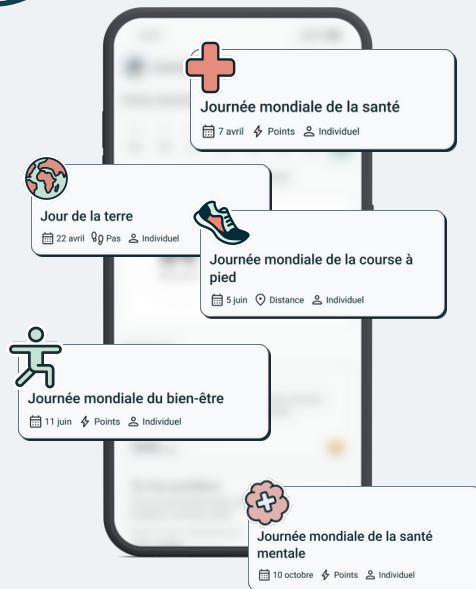 Journée mondiale de la santé
7 avril Points Individuel
Jour de la terre
22 avril Pas Individuel
Journée mondiale de la course à
pied
5 juin Distance Individuel
Journée mondiale du bien-être
11 juin Points Individuel
Journée mondiale de la santé
mentale
10 octobre Points Individuel